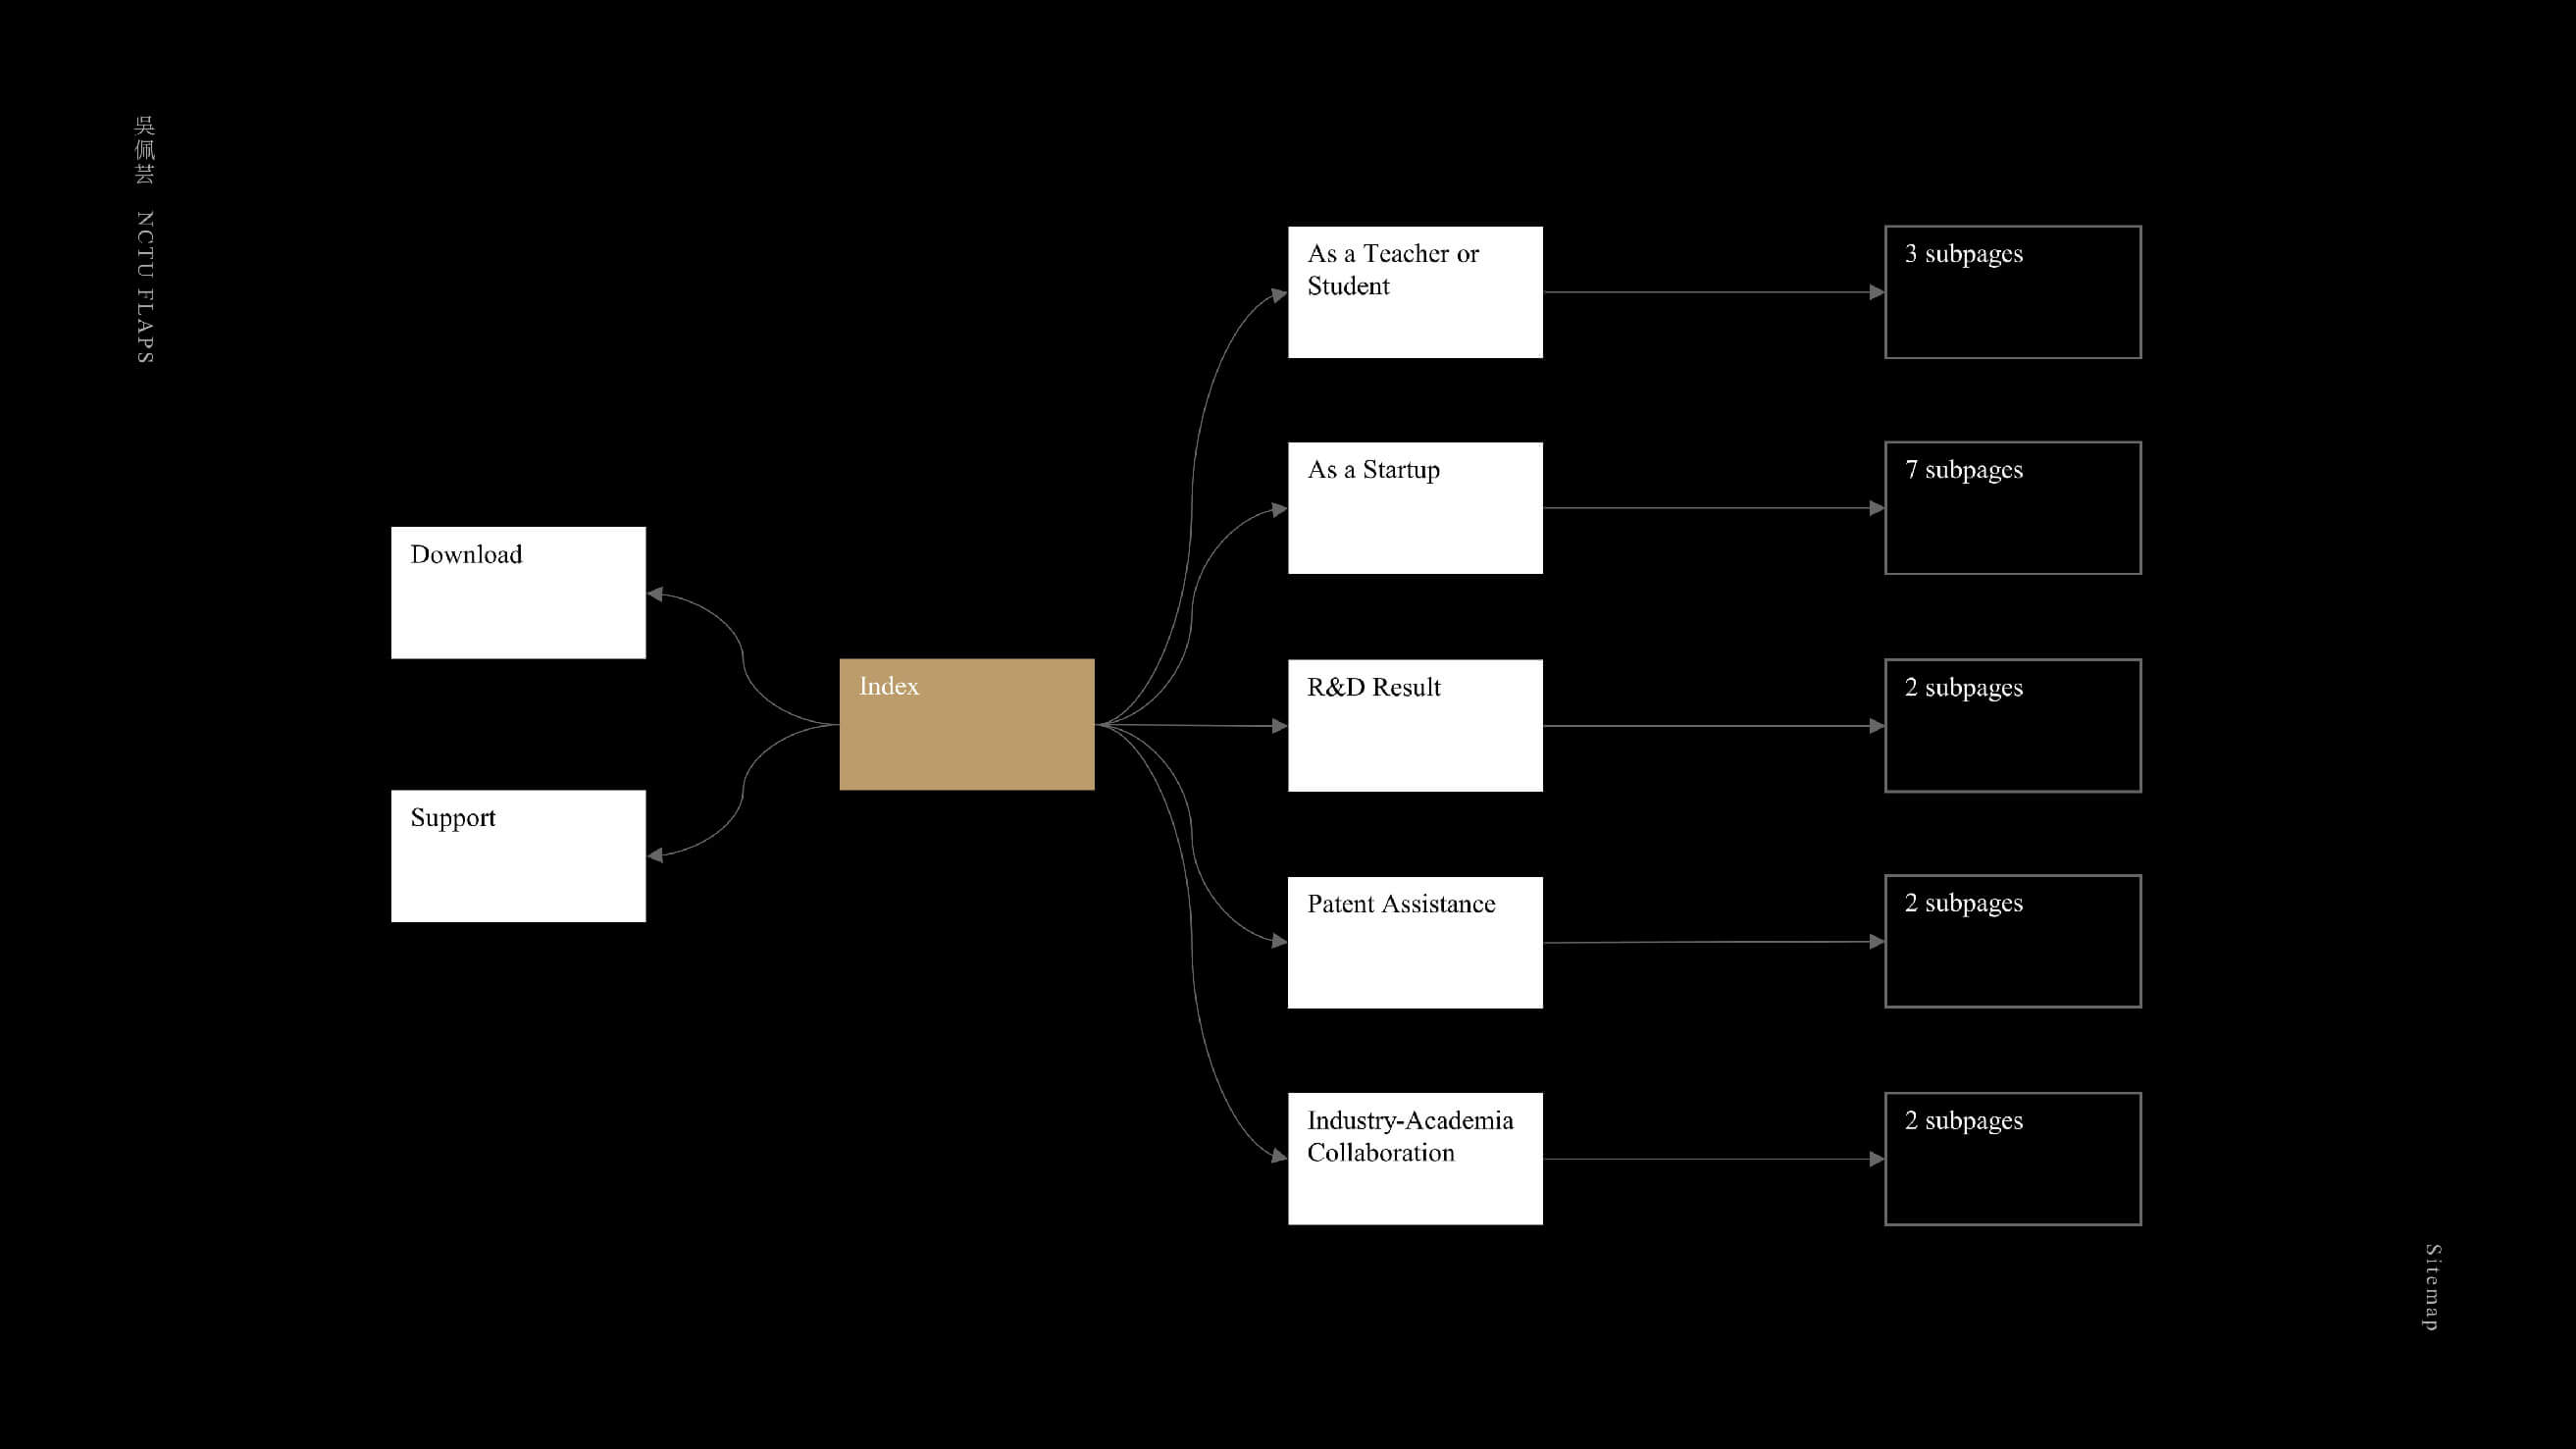 吳佩芸 NCTU FLAPS
As a Teacher or
Student
3 subpages
As a Startup
7 subpages
Download
Index
R&D Result
2 subpages
Support
Patent Assistance
2 subpages
Industry-Academia
Collaboration
2 subpages
Sitemap